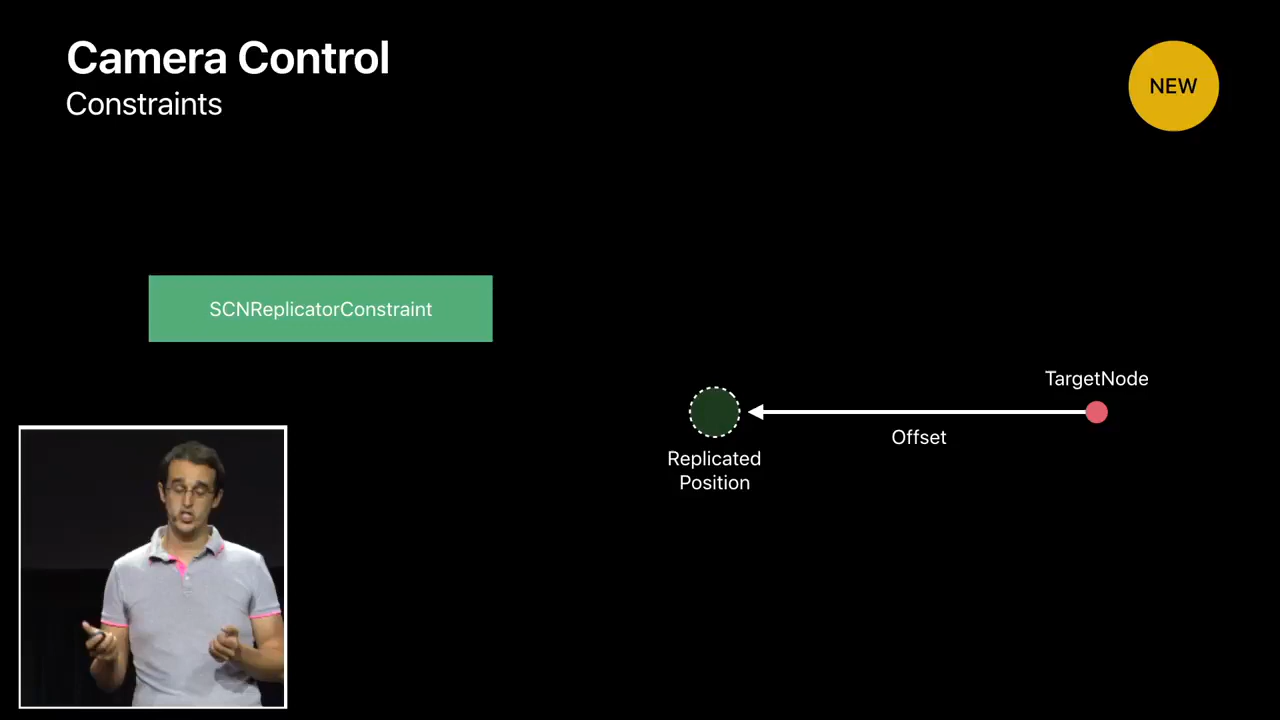 Camera Control
Constraints
NEW
SCNReplicatorConstraint
TargetNode
Offset
Replicated
Position